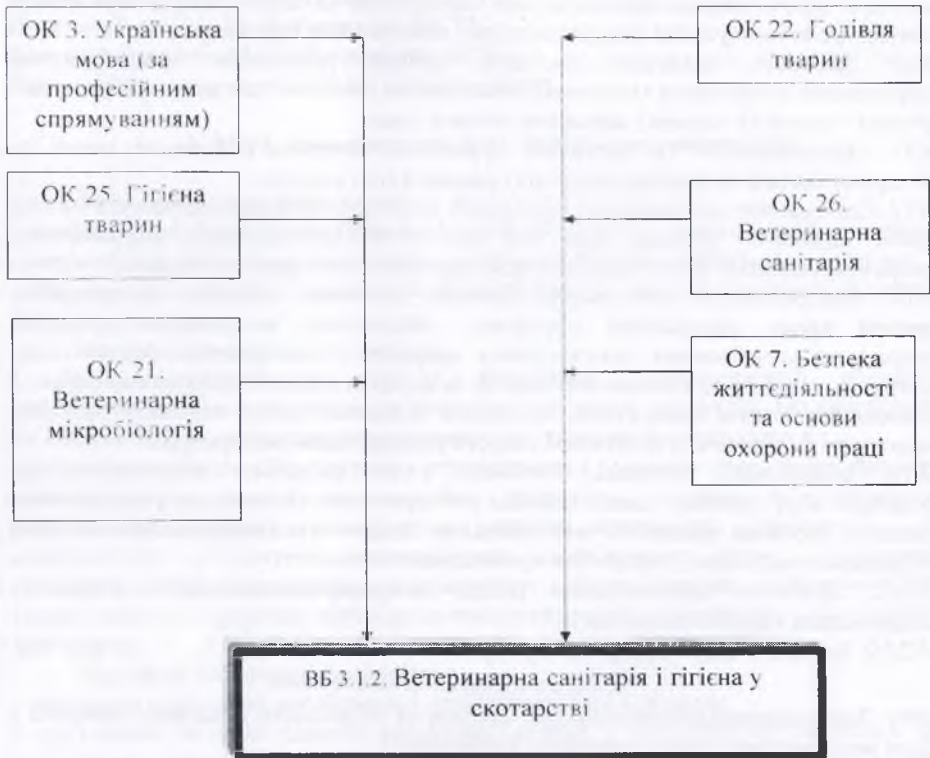 ОК 3. Українська
мова (за
професійним
спрямуванням)
ОК 22. Годівля
тварин
ОК 25. Гігієна
тварин
ОК 26.
Ветеринарна
санітарія
ОК 21.
Ветеринарна
мікробіологія
ОК 7. Безпека
життєдіяльності
та основи
охорони праці
ВБ 3.1.2. Ветеринарна санітарія і гігієна у
скотарстві